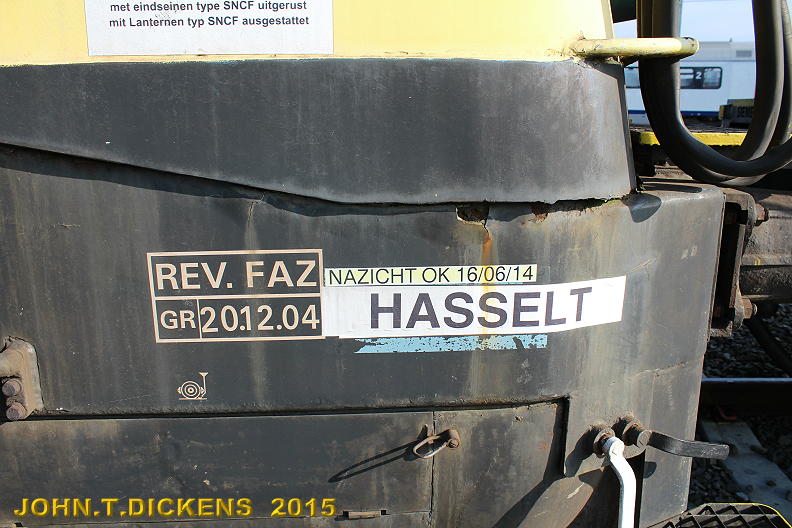 met eindseinen type SNCF uitgerust
mit Lanternen typ SNCF ausgestattet
2
REV. FAZ
NAZICHT OK 16/06/14
GR 20.12.04
HASSELT
JOHN.T.DICKENS 2015